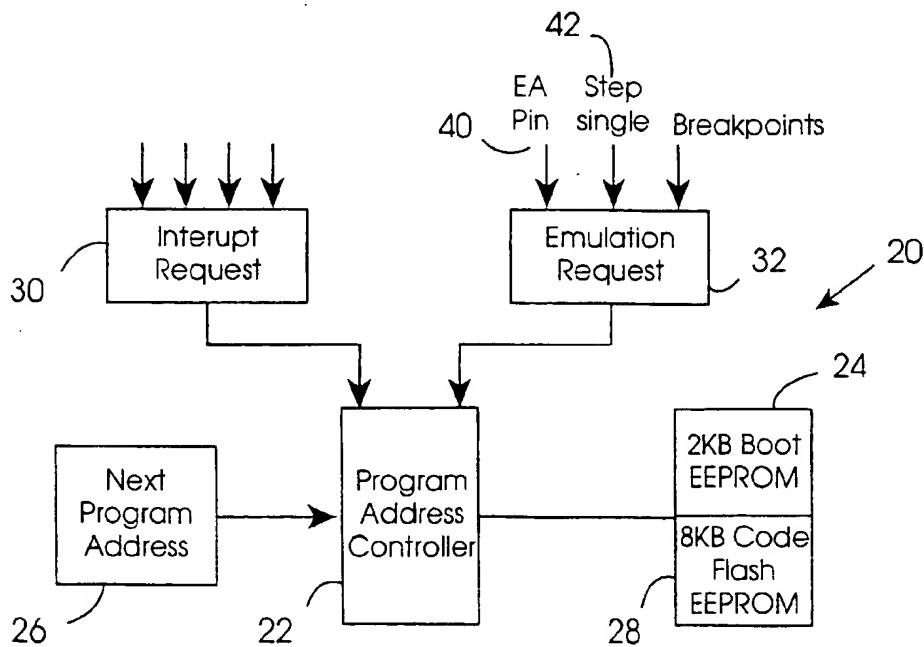 42
EA Pin
Step single
Breakpoints
40
Interupt
Request
30
Emulation
Request
32
20
24
2KB Boot
EEPROM
Next
Program
Address
26
Program
Address
Controller
22
8KB Code
Flash
EEPROM
28